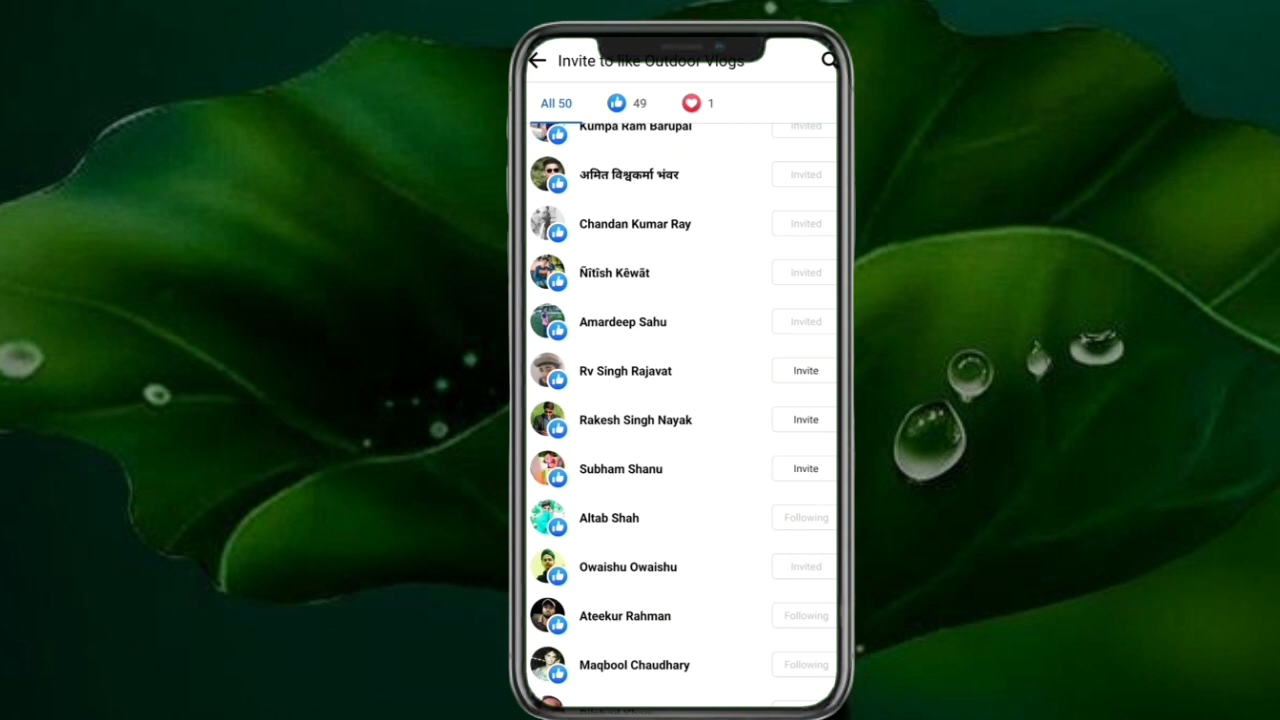 Invite to like Outdoor Vlogs
All 50 49 1
Kumpa Ram Barupal Invited
अमित विश्वकर्मा भंवर Invited
Chandan Kumar Ray Invited
Ñîtîsh Kêwãt Invited
Amardeep Sahu Invited
Rv Singh Rajavat Invite
Rakesh Singh Nayak Invite
Subham Shanu Invite
Altab Shah Following
Owaishu Owaishu Invited
Ateekur Rahman Following
Maqbool Chaudhary Following